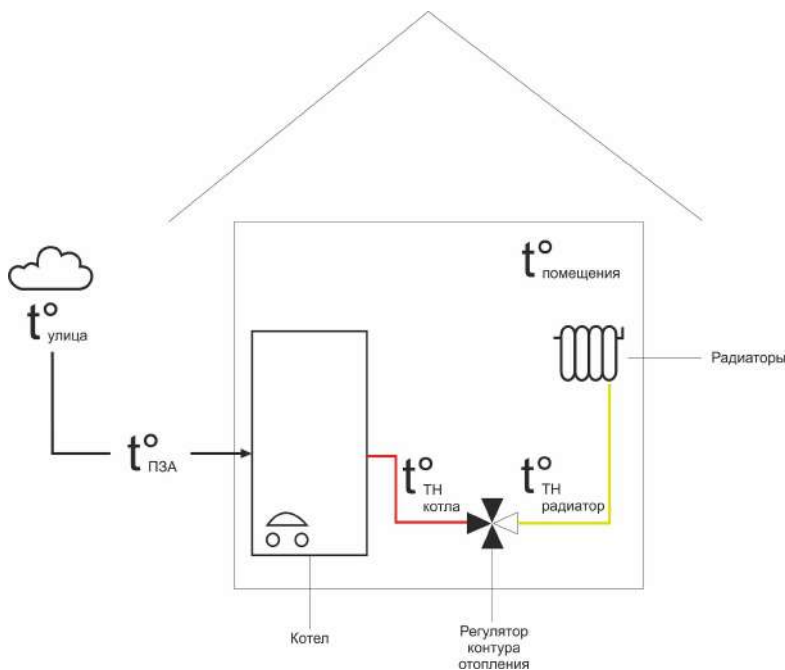 t° помещения
t° улица
Радиаторы
t° ПЗА
t° ТН
котла
t° ТН
радиатор
Котел
Регулятор
контура
отопления